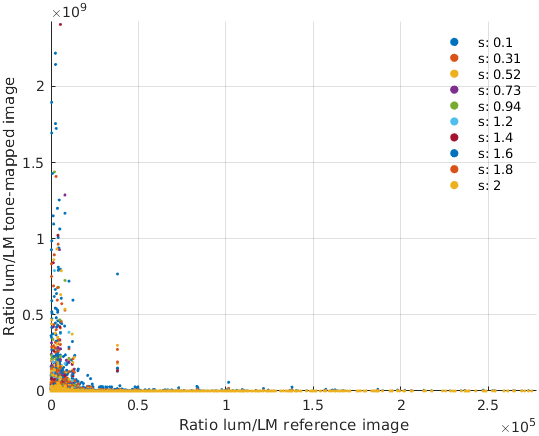 ×10⁹
Ratio lum/LM tone-mapped image
2
1.5
1
0.5
0
s: 0.1
s: 0.31
s: 0.52
s: 0.73
s: 0.94
s: 1.2
s: 1.4
s: 1.6
s: 1.8
s: 2
0 0.5 1 1.5 2 2.5
×10⁵
Ratio lum/LM reference image